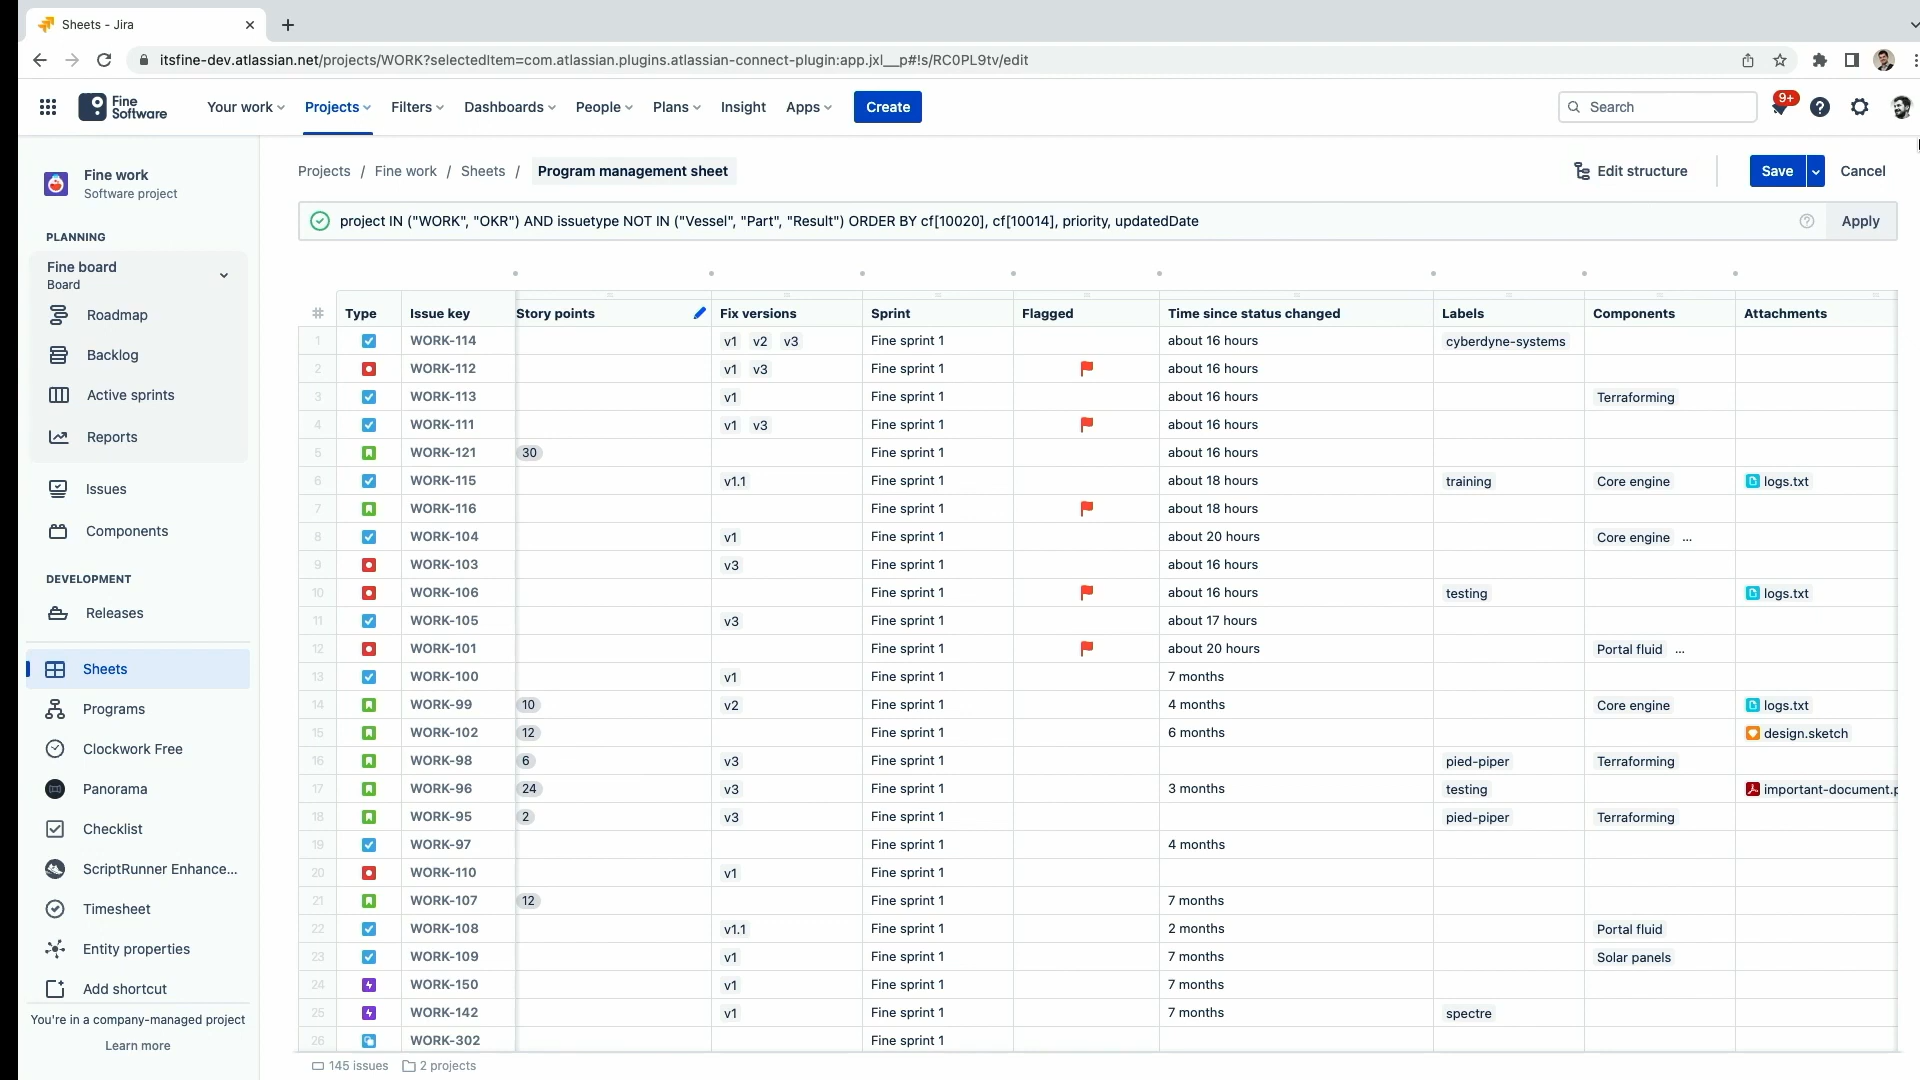 Sheets - Jira
itsfine-dev.atlassian.net/projects/WORK?selectedItem=com.atlassian.plugins.atlassian-connect-plugin:app.jxl__p#!s/RC0PL9tv/edit
Fine Software
Your work
Projects
Filters
Dashboards
People
Plans
Insight
Apps
Create
Search
9+
Fine work
Software project
PLANNING
Fine board
Board
Roadmap
Backlog
Active sprints
Reports
Issues
Components
DEVELOPMENT
Releases
Sheets
Programs
Clockwork Free
Panorama
Checklist
ScriptRunner Enhance...
Timesheet
Entity properties
Add shortcut
You're in a company-managed project
Learn more
Projects / Fine work / Sheets / Program management sheet
Edit structure
Save
Cancel
project IN ("WORK", "OKR") AND issuetype NOT IN ("Vessel", "Part", "Result") ORDER BY cf[10020], cf[10014], priority, updatedDate
Apply
# Type Issue key Story points Fix versions Sprint Flagged Time since status changed Labels Components Attachments
1 WORK-114 v1 v2 v3 Fine sprint 1 about 16 hours cyberdyne-systems
2 WORK-112 v1 v3 Fine sprint 1 about 16 hours
3 WORK-113 v1 Fine sprint 1 about 16 hours Terraforming
4 WORK-111 v1 v3 Fine sprint 1 about 16 hours
5 WORK-121 30 Fine sprint 1 about 16 hours
6 WORK-115 v1.1 Fine sprint 1 about 18 hours training Core engine logs.txt
7 WORK-116 Fine sprint 1 about 18 hours
8 WORK-104 v1 Fine sprint 1 about 20 hours Core engine ...
9 WORK-103 v3 Fine sprint 1 about 16 hours
10 WORK-106 Fine sprint 1 about 16 hours testing logs.txt
11 WORK-105 v3 Fine sprint 1 about 17 hours
12 WORK-101 Fine sprint 1 about 20 hours Portal fluid ...
13 WORK-100 v1 Fine sprint 1 7 months
14 WORK-99 10 v2 Fine sprint 1 4 months Core engine logs.txt
15 WORK-102 12 Fine sprint 1 6 months design.sketch
16 WORK-98 6 v3 Fine sprint 1 pied-piper Terraforming
17 WORK-96 24 v3 Fine sprint 1 3 months testing important-document.p
18 WORK-95 2 v3 Fine sprint 1 pied-piper Terraforming
19 WORK-97 Fine sprint 1 4 months
20 WORK-110 v1 Fine sprint 1
21 WORK-107 12 Fine sprint 1 7 months
22 WORK-108 v1.1 Fine sprint 1 2 months Portal fluid
23 WORK-109 v1 Fine sprint 1 7 months Solar panels
24 WORK-150 v1 Fine sprint 1 7 months
25 WORK-142 v1 Fine sprint 1 7 months spectre
26 WORK-302 Fine sprint 1
145 issues 2 projects